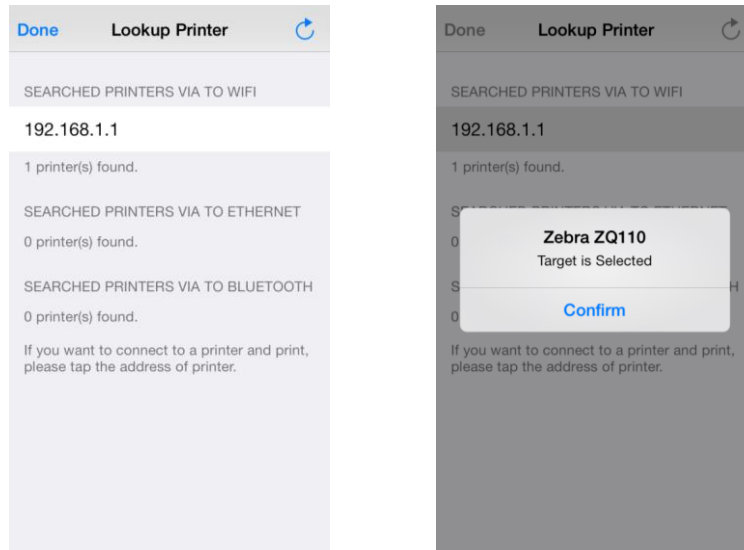 Done Lookup Printer
SEARCHED PRINTERS VIA TO WIFI
192.168.1.1
1 printer(s) found.
SEARCHED PRINTERS VIA TO ETHERNET
0 printer(s) found.
SEARCHED PRINTERS VIA TO BLUETOOTH
0 printer(s) found.
If you want to connect to a printer and print,
please tap the address of printer.
Done Lookup Printer
SEARCHED PRINTERS VIA TO WIFI
192.168.1.1
1 printer(s) found.
Zebra ZQ110
Target is Selected
Confirm
If you want to connect to a printer and print,
please tap the address of printer.